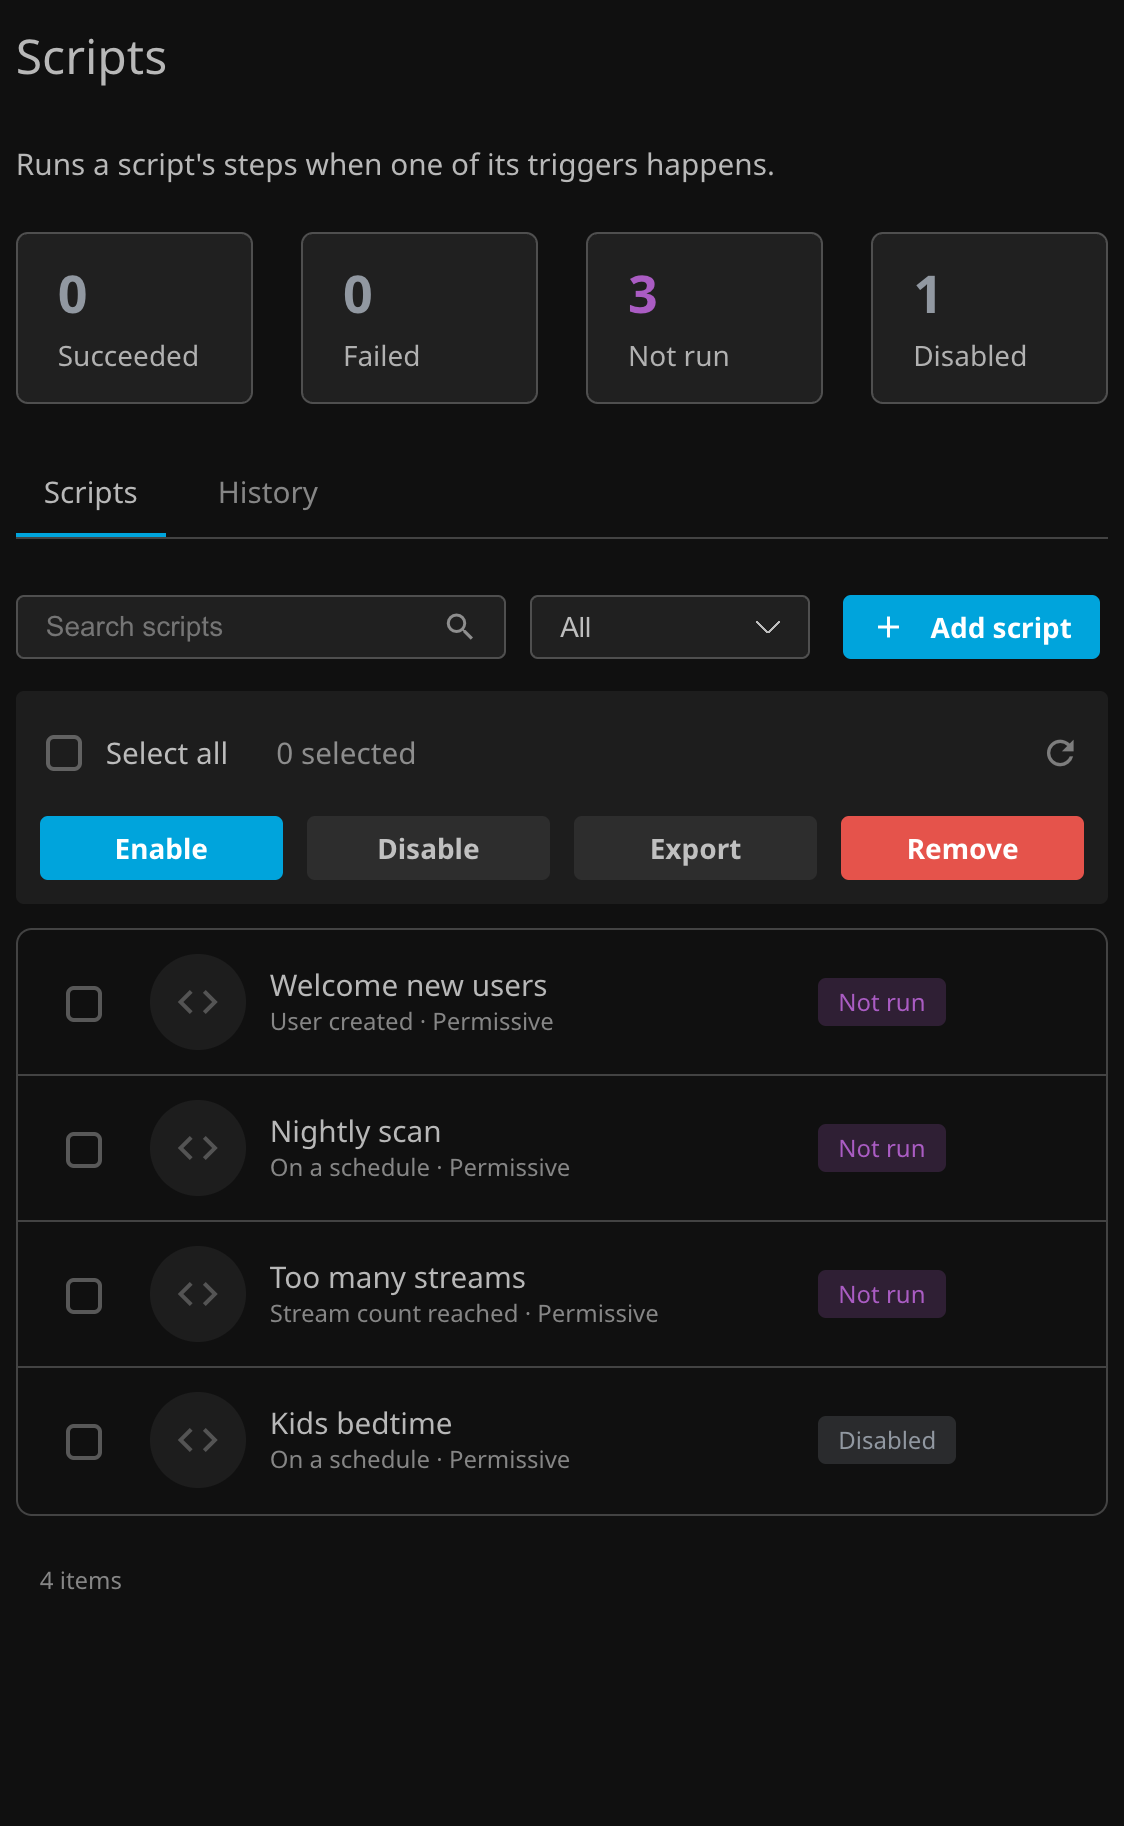 Scripts
Runs a script's steps when one of its triggers happens.
0
Succeeded
0
Failed
3
Not run
1
Disabled
Scripts
History
Search scripts
All
Add script
Select all
0 selected
Enable
Disable
Export
Remove
Welcome new users
User created · Permissive
Not run
Nightly scan
On a schedule · Permissive
Not run
Too many streams
Stream count reached · Permissive
Not run
Kids bedtime
On a schedule · Permissive
Disabled
4 items